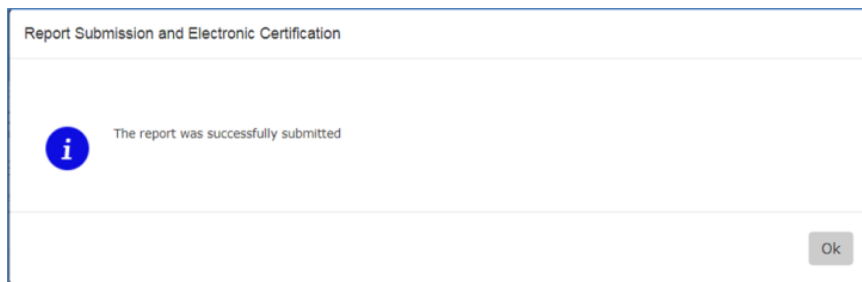 Report Submission and Electronic Certification
i
The report was successfully submitted
Ok